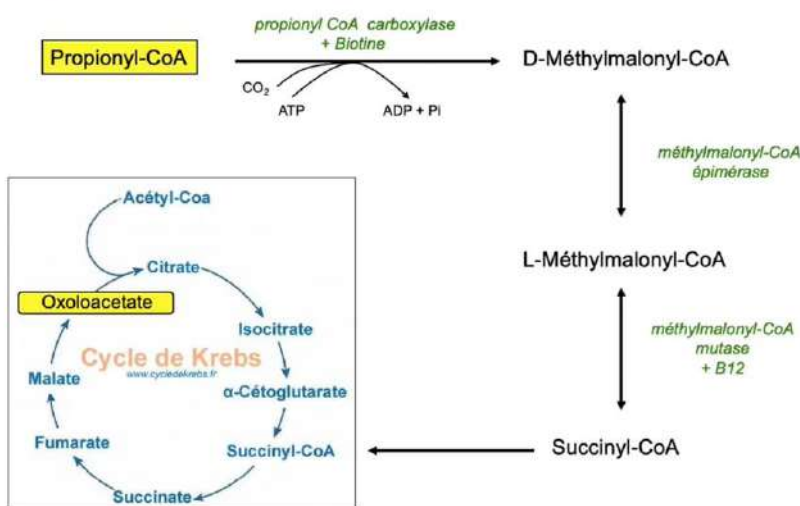 propionyl CoA carboxylase
+ Biotine
Propionyl-CoA
D-Méthylmalonyl-CoA
CO2
ATP
ADP + Pi
méthylmalonyl-CoA
épimérase
L-Méthylmalonyl-CoA
méthylmalonyl-CoA
mutase
+ B12
Succinyl-CoA
Acétyl-Coa
Citrate
Oxoloacetate
Isocitrate
Cycle de Krebs
www.cycledekrebs.fr
Malate
α-Cétoglutarate
Fumarate
Succinyl-CoA
Succinate